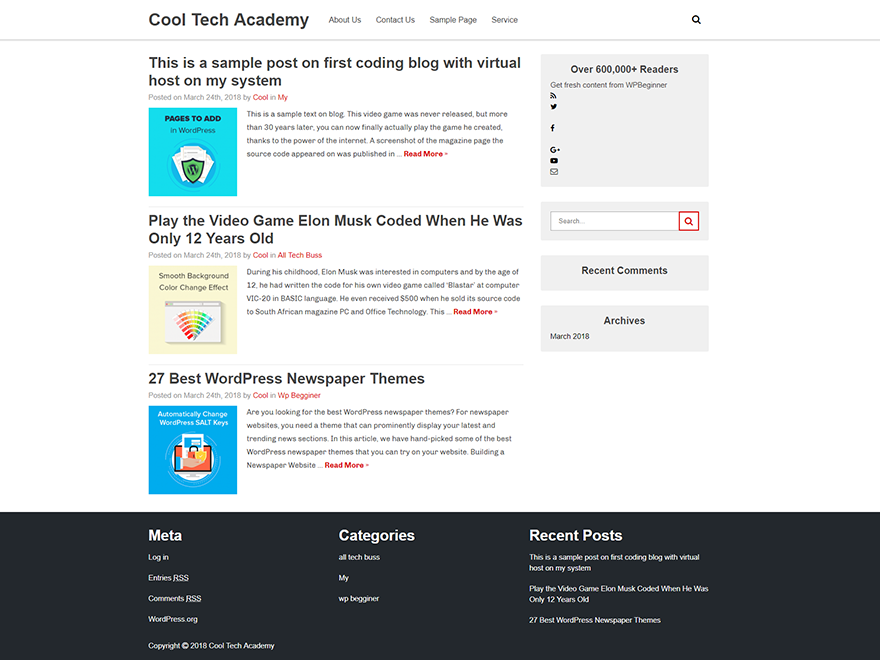 Cool Tech Academy
About Us
Contact Us
Sample Page
Service
This is a sample post on first coding blog with virtual
host on my system
Posted on March 24th, 2018 by Cool in My
PAGES TO ADD
in WordPress
This is a sample text on blog. This video game was never released, but more
than 30 years later, you can now finally actually play the game he created,
thanks to the power of the internet. A screenshot of the magazine page the
source code appeared on was published in ... Read More »
Play the Video Game Elon Musk Coded When He Was
Only 12 Years Old
Posted on March 24th, 2018 by Cool in All Tech Buss
Smooth Background
Color Change Effect
During his childhood, Elon Musk was interested in computers and by the age of
12, he had written the code for his own video game called ‘Blastar’ at computer
VIC-20 in BASIC language. He even received $500 when he sold its source code
to South African magazine PC and Office Technology. This ... Read More »
27 Best WordPress Newspaper Themes
Posted on March 24th, 2018 by Cool in Wp Begginer
Automatically Change
WordPress SALT Keys
Are you looking for the best WordPress newspaper themes? For newspaper
websites, you need a theme that can prominently display your latest and
trending news sections. In this article, we have hand-picked some of the best
WordPress newspaper themes that you can try on your website. Building a
Newspaper Website ... Read More »
Over 600,000+ Readers
Get fresh content from WPBeginner
Search...
Recent Comments
Archives
March 2018
Meta
Log in
Entries RSS
Comments RSS
WordPress.org
Categories
all tech buss
My
wp begginer
Recent Posts
This is a sample post on first coding blog with virtual
host on my system
Play the Video Game Elon Musk Coded When He Was
Only 12 Years Old
27 Best WordPress Newspaper Themes
Copyright © 2018 Cool Tech Academy